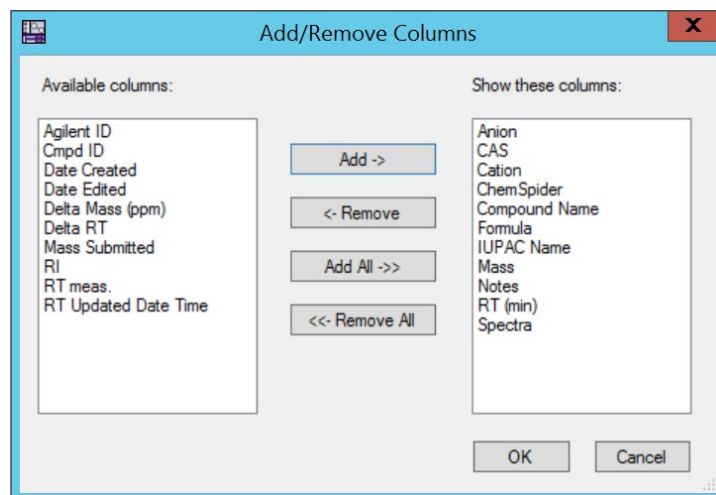 Add/Remove Columns
X
Available columns:
Agilent ID
Cmpd ID
Date Created
Date Edited
Delta Mass (ppm)
Delta RT
Mass Submitted
RI
RT meas.
RT Updated Date Time
Add ->
<- Remove
Add All ->>
<<- Remove All
Show these columns:
Anion
CAS
Cation
ChemSpider
Compound Name
Formula
IUPAC Name
Mass
Notes
RT (min)
Spectra
OK
Cancel